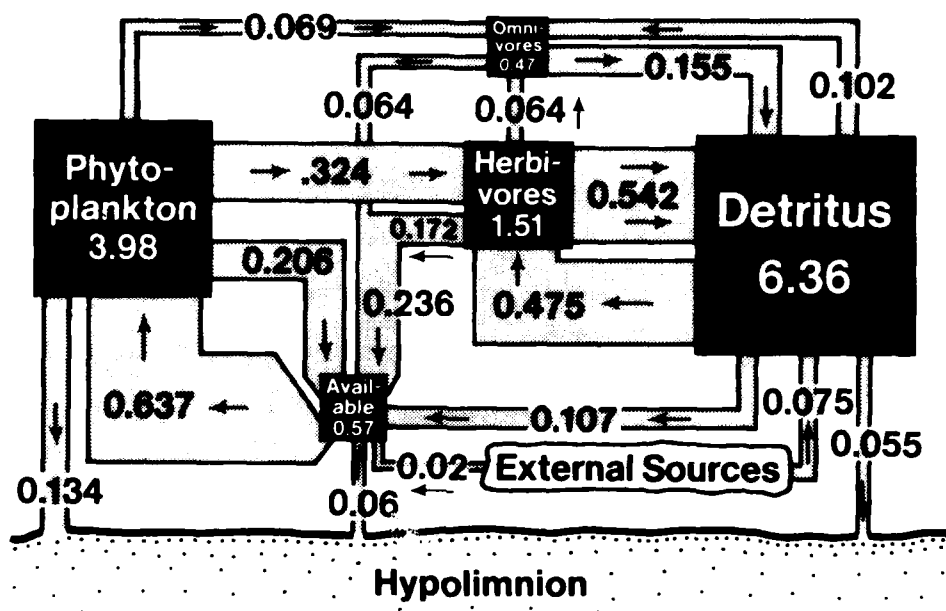 0.069
Omni-
vores
0.47
0.155
0.102
0.064
0.064
Phyto-
plankton
3.98
.324
Herbi-
vores
1.51
0.542
Detritus
6.36
0.172
0.206
0.236
0.475
0.637
Avail-
able
0.57
0.107
0.075
0.055
0.02
External Sources
0.134
0.06
Hypolimnion